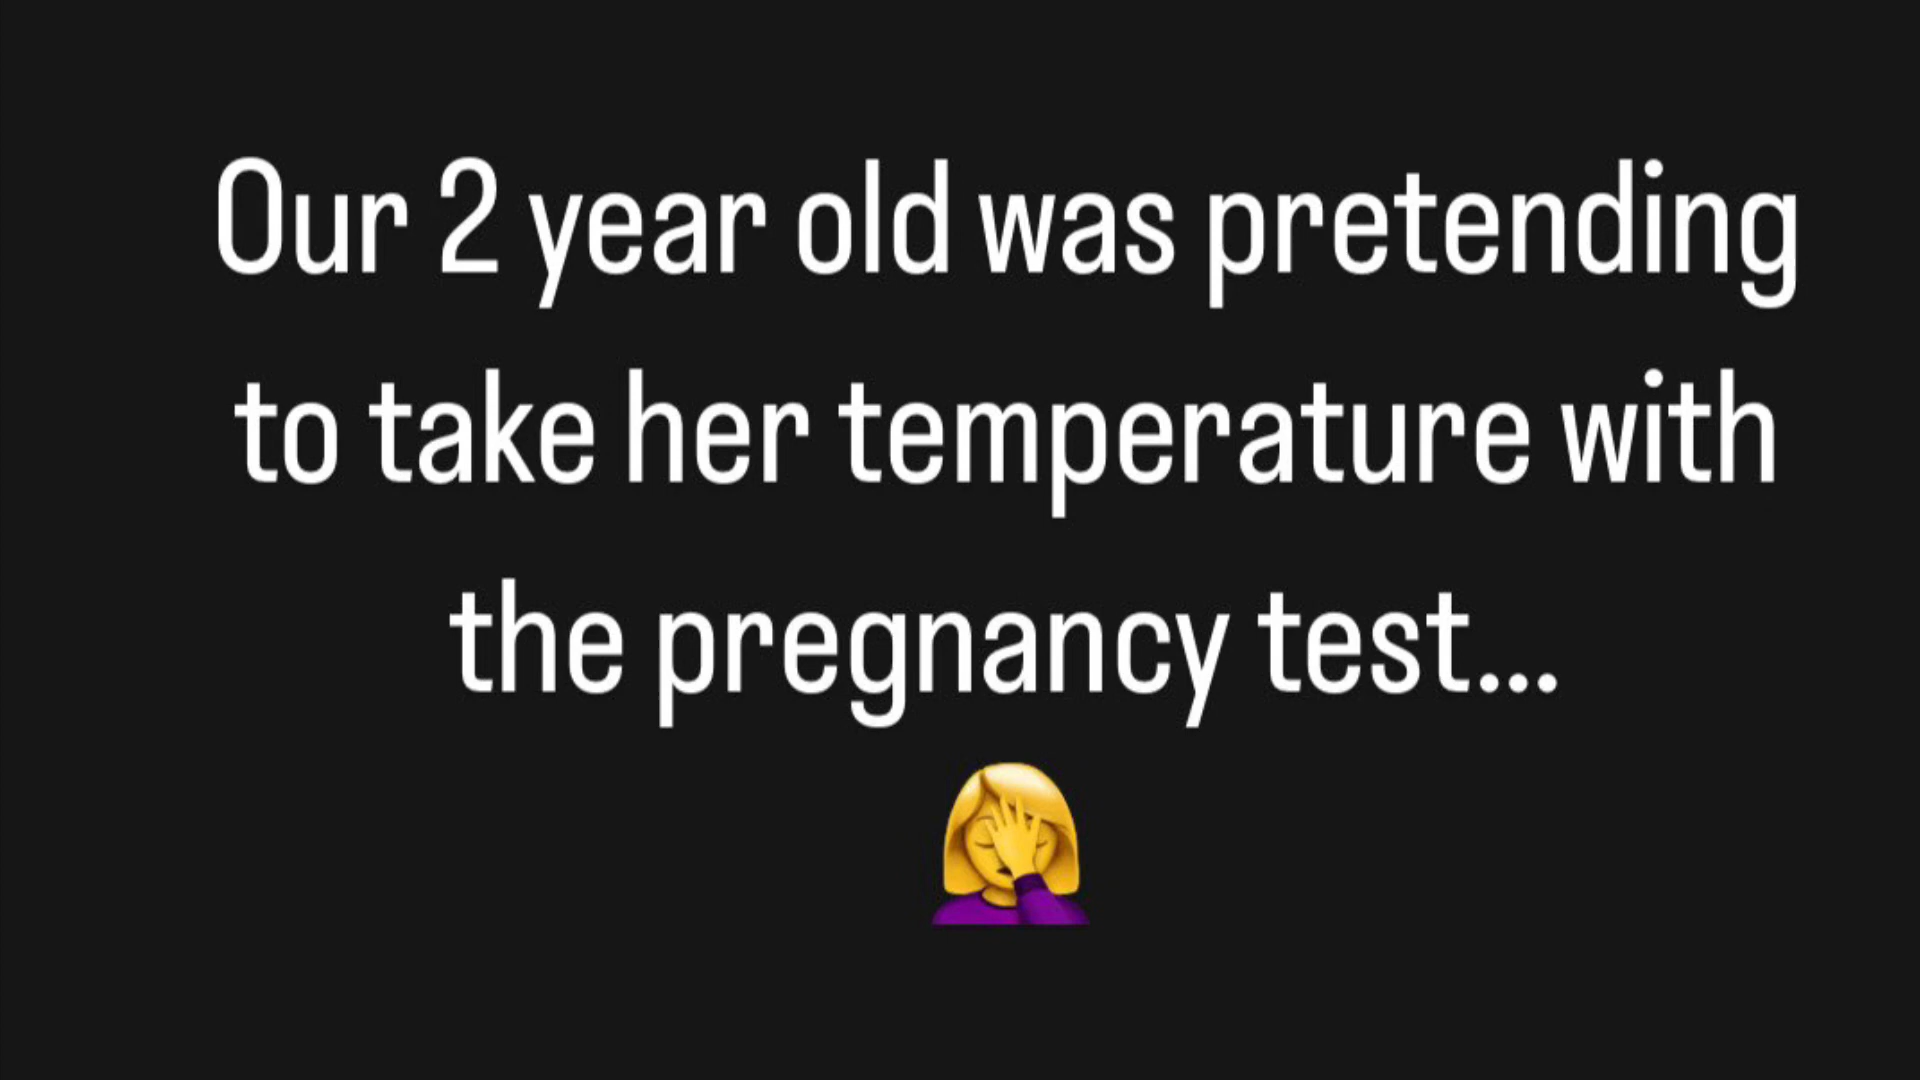 Our 2 year old was pretending
to take her temperature with
the pregnancy test...
🤦‍♀️